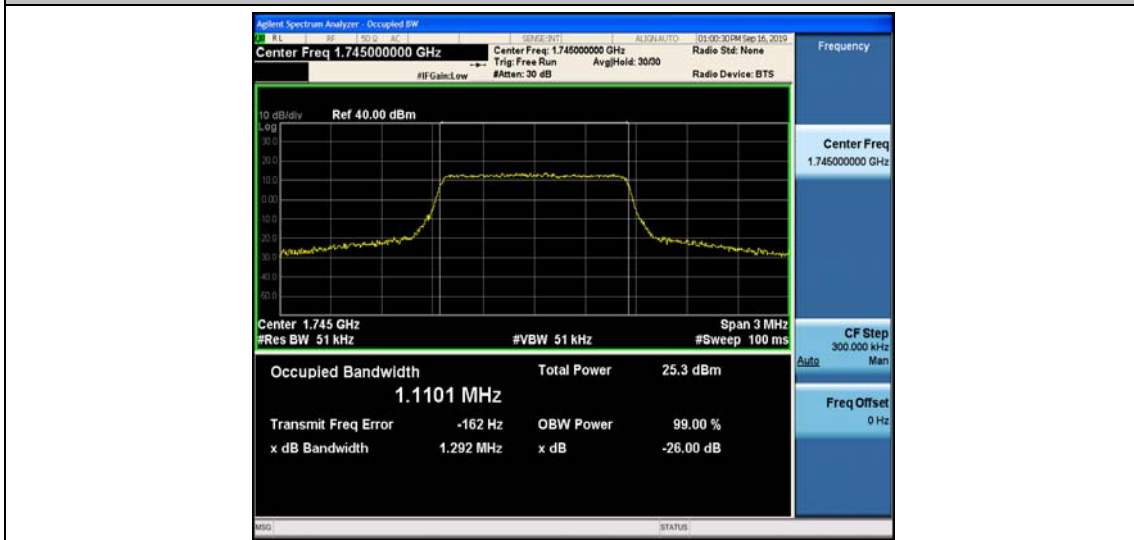 Agilent Spectrum Analyzer - Occupied BW
RL RF 50 Ω AC SENSE:INT ALIGN AUTO 01:00:30 PM Sep 16, 2019
Center Freq 1.745000000 GHz
Center Freq: 1.745000000 GHz
Radio Std: None
Trig: Free Run Avg|Hold: 30/30
#IFGain:Low #Atten: 30 dB Radio Device: BTS
Frequency
10 dB/div Ref 40.00 dBm
Log
30.0
20.0
10.0
0.00
-10.0
-20.0
-30.0
-40.0
-50.0
Center 1.745 GHz Span 3 MHz
#Res BW 51 kHz #VBW 51 kHz #Sweep 100 ms
Occupied Bandwidth Total Power 25.3 dBm
1.1101 MHz
Transmit Freq Error -162 Hz OBW Power 99.00 %
x dB Bandwidth 1.292 MHz x dB -26.00 dB
Center Freq
1.745000000 GHz
CF Step
300.000 kHz
Auto Man
Freq Offset
0 Hz
MSG STATUS